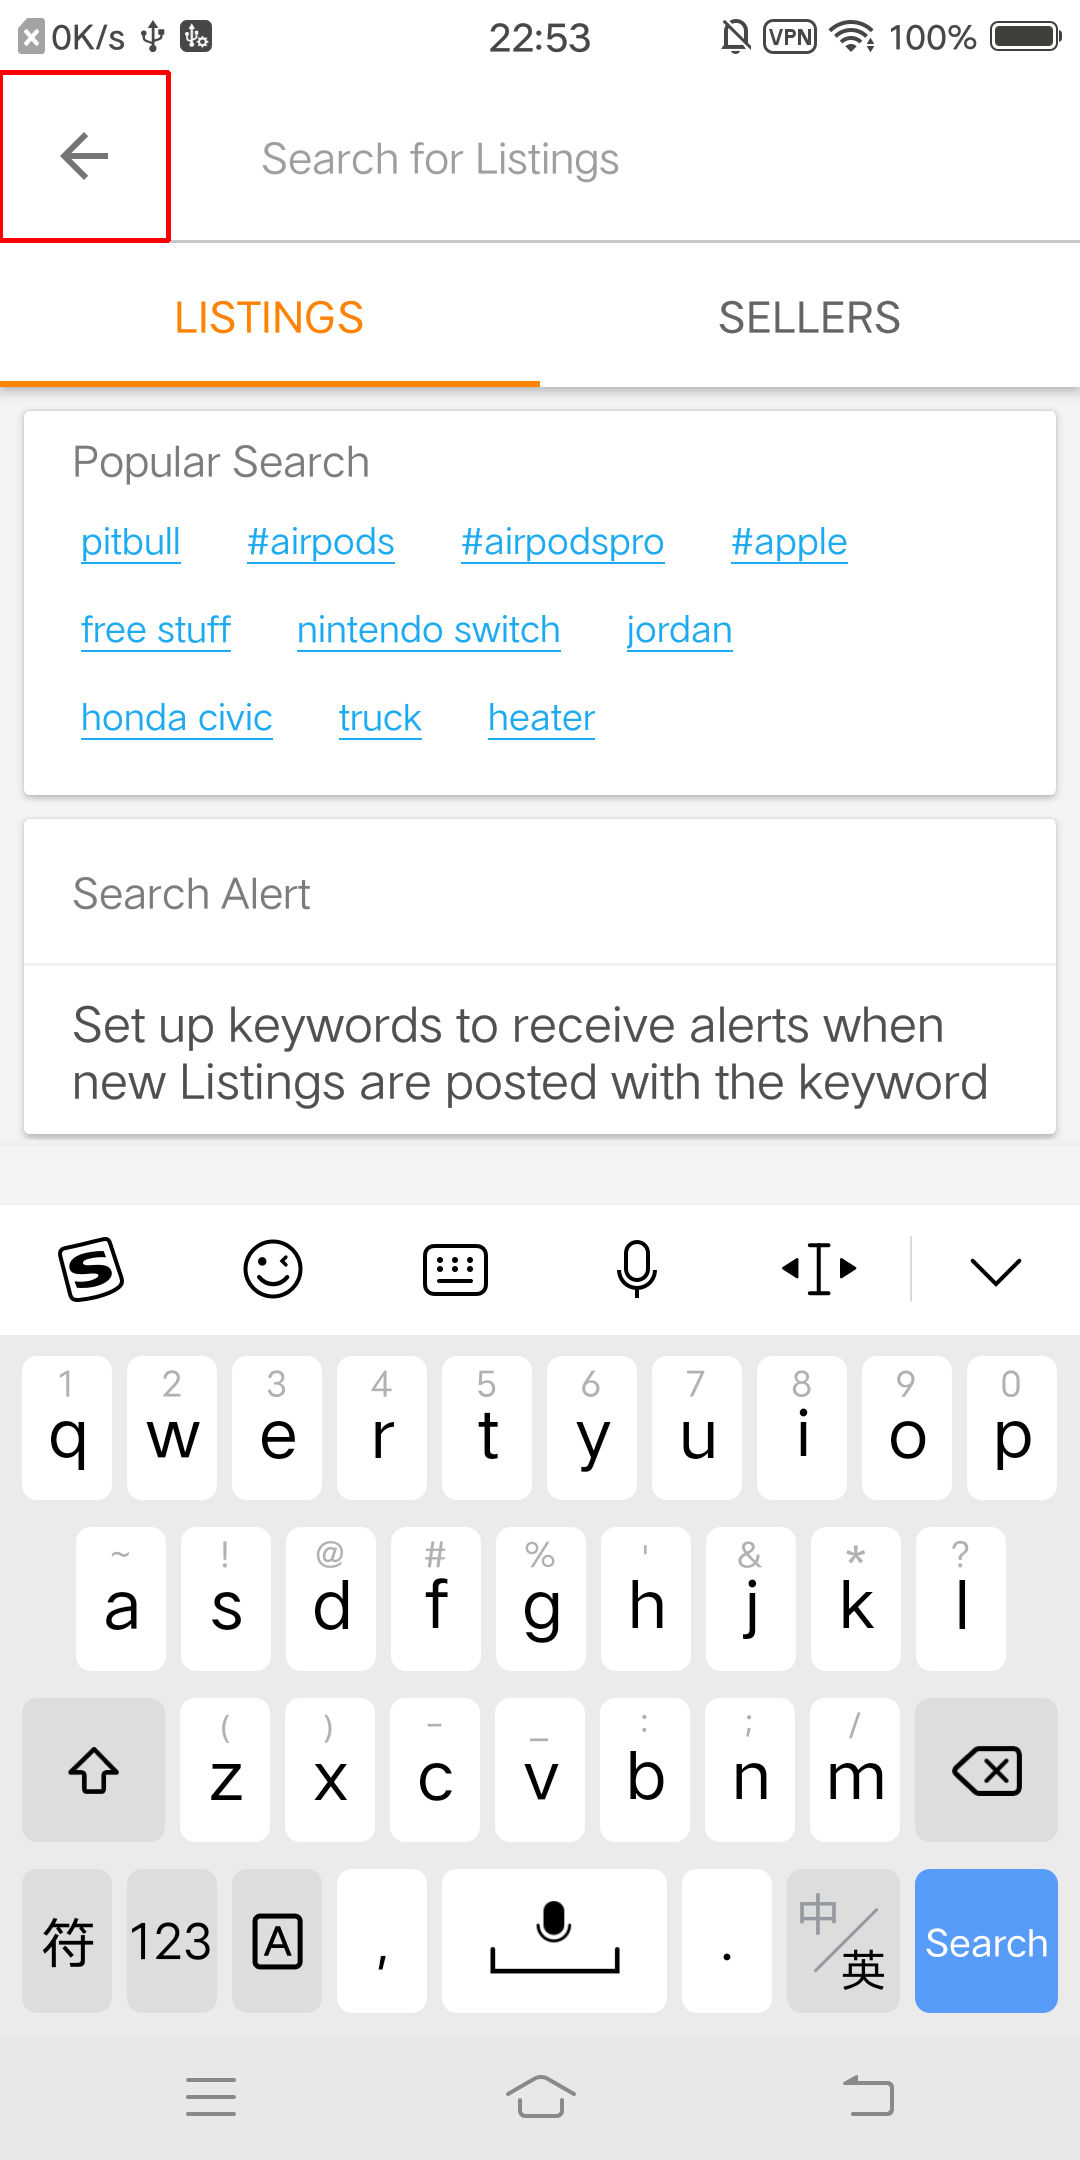 0K/s 22:53 VPN 100%
Search for Listings
LISTINGS SELLERS
Popular Search
pitbull #airpods #airpodspro #apple
free stuff nintendo switch jordan
honda civic truck heater
Search Alert
Set up keywords to receive alerts when
new Listings are posted with the keyword
1 2 3 4 5 6 7 8 9 0
q w e r t y u i o p
~ ! @ # % ' & * ?
a s d f g h j k l
( ) - _ : ; /
z x c v b n m
符 123 A , . 中/英 Search